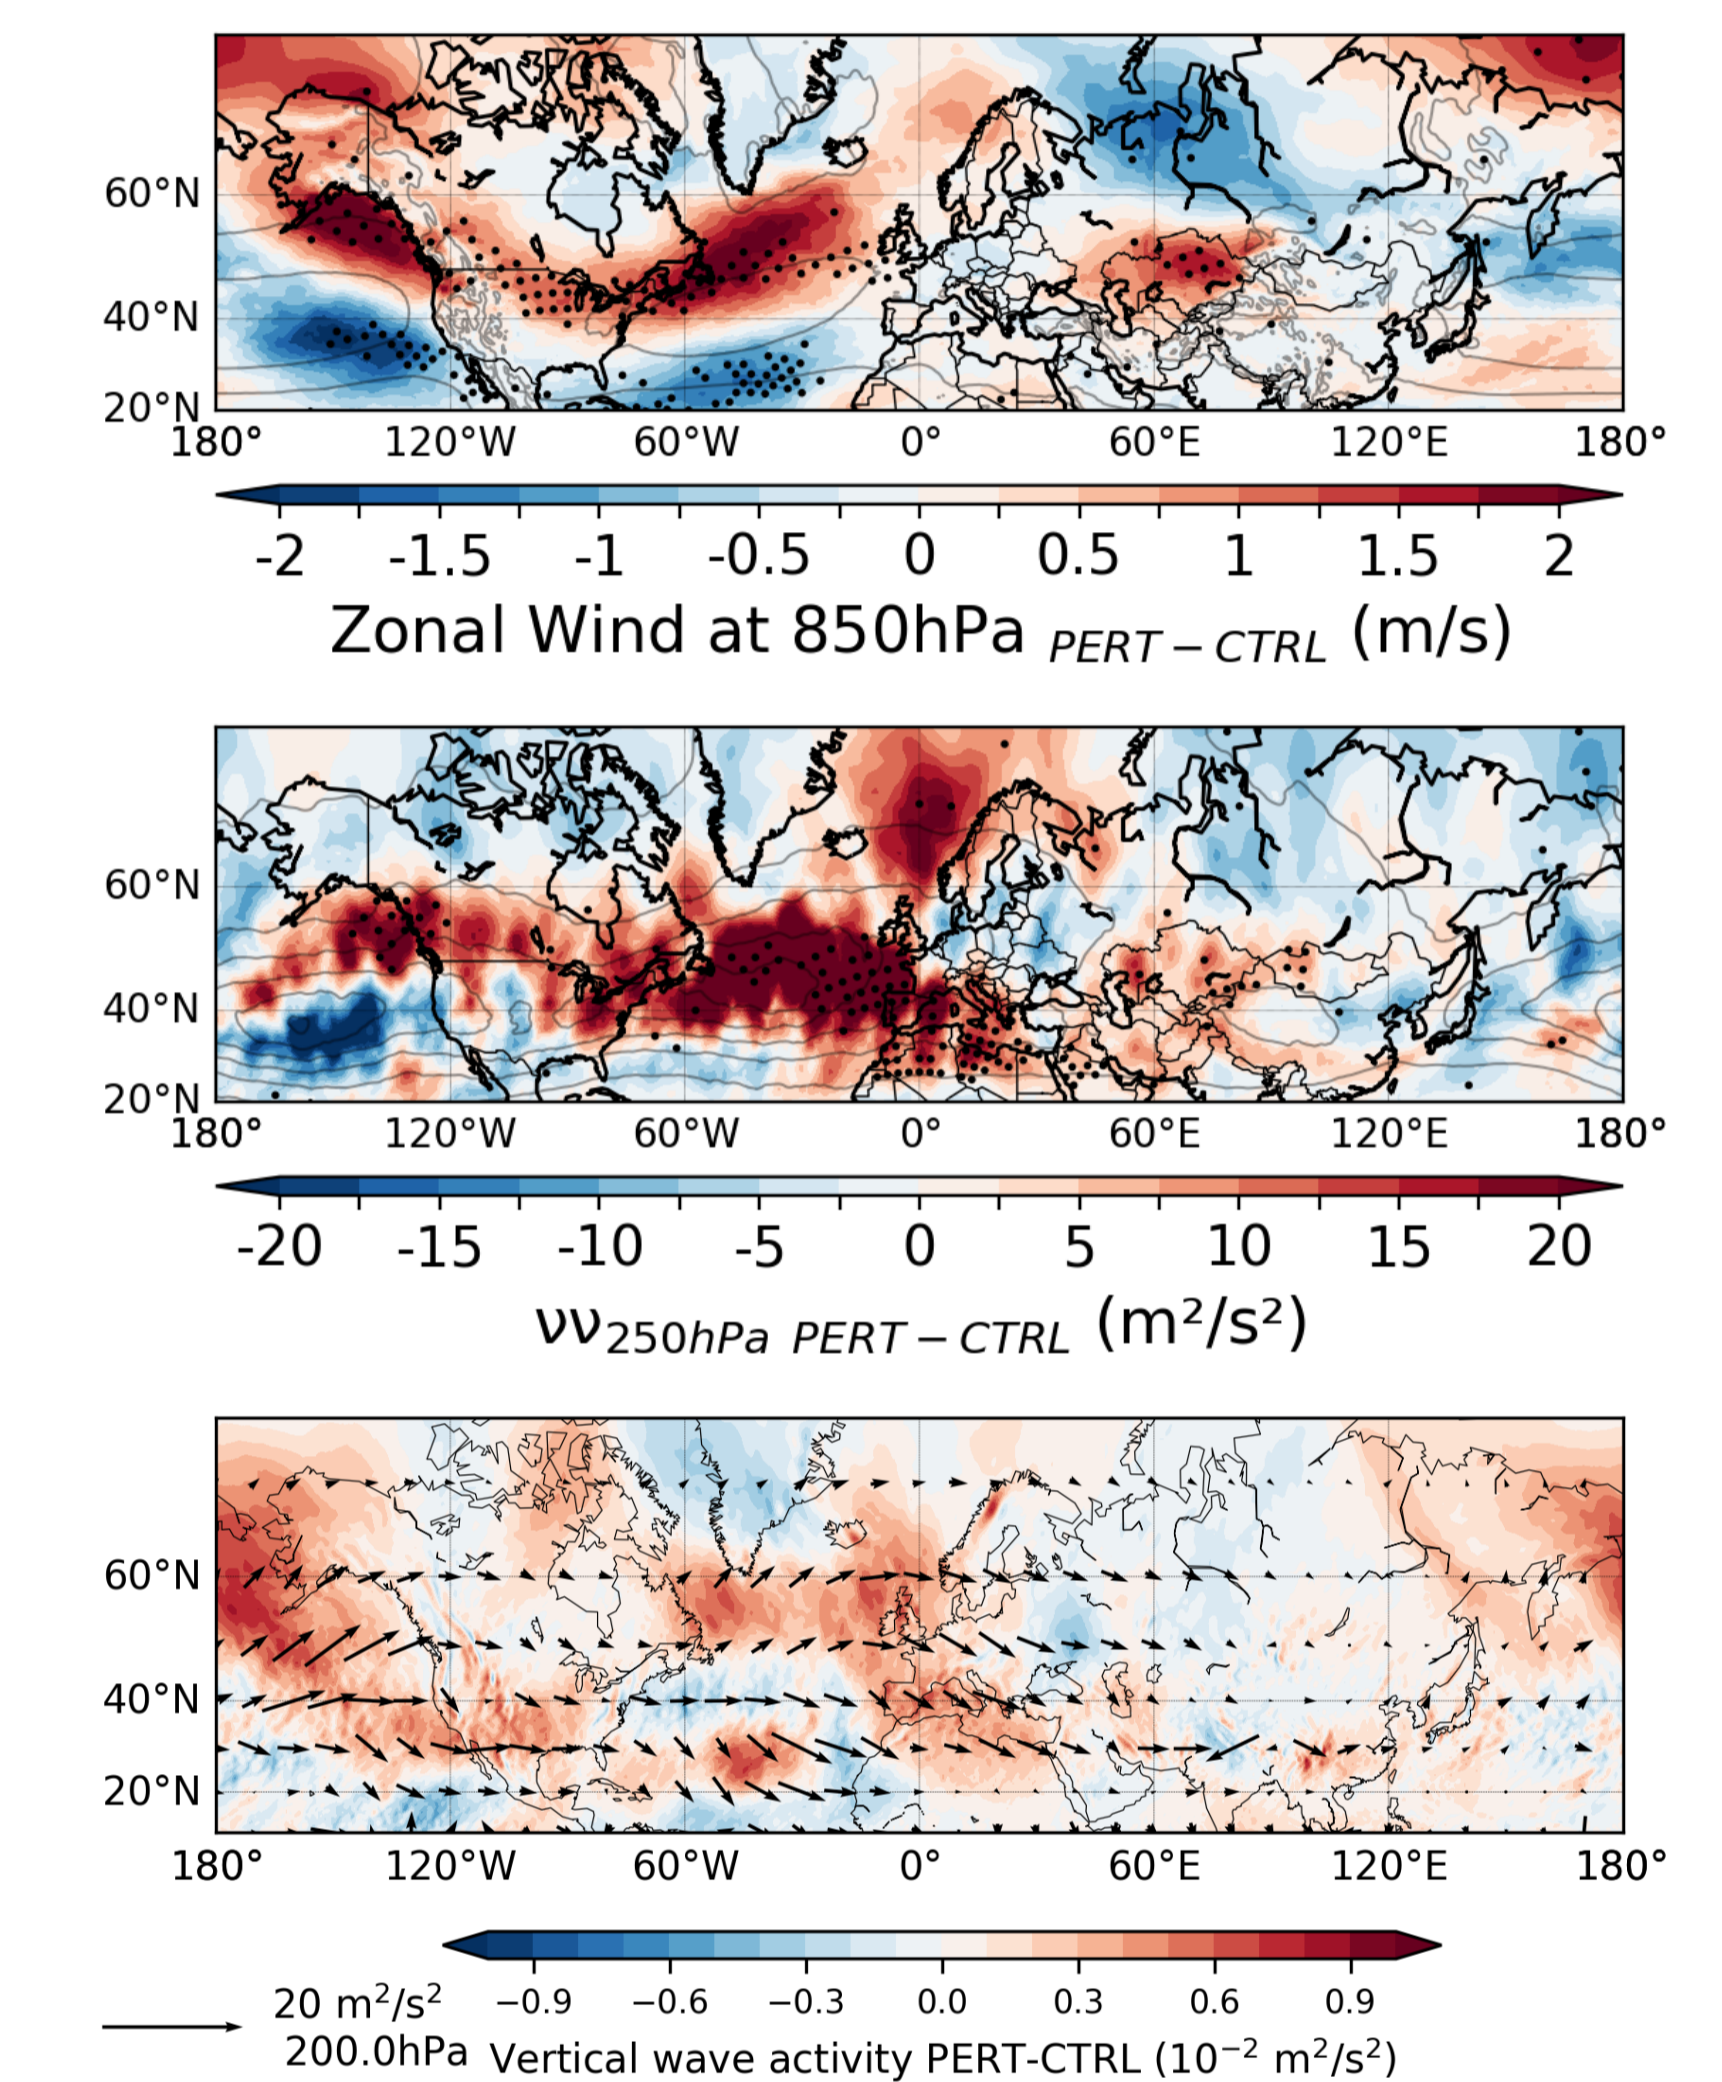 60°N
40°N
20°N
180° 120°W 60°W 0° 60°E 120°E 180°
-2 -1.5 -1 -0.5 0 0.5 1 1.5 2
Zonal Wind at 850hPa PERT − CTRL (m/s)
60°N
40°N
20°N
180° 120°W 60°W 0° 60°E 120°E 180°
-20 -15 -10 -5 0 5 10 15 20
νν250hPa PERT − CTRL (m²/s²)
60°N
40°N
20°N
180° 120°W 60°W 0° 60°E 120°E 180°
−0.9 −0.6 −0.3 0.0 0.3 0.6 0.9
20 m²/s²
200.0hPa
Vertical wave activity PERT-CTRL (10⁻² m²/s²)